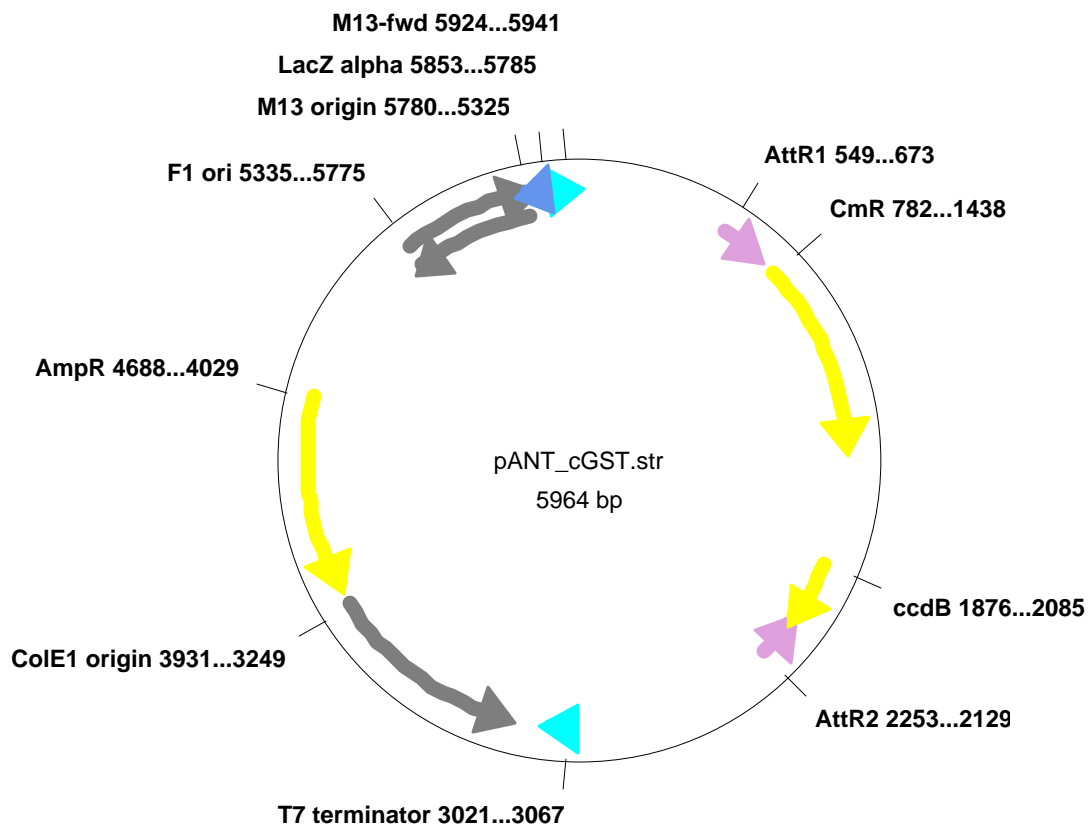 M13-fwd 5924...5941
LacZ alpha 5853...5785
M13 origin 5780...5325
F1 ori 5335...5775
AttR1 549...673
CmR 782...1438
AmpR 4688...4029
pANT_cGST.str
5964 bp
ccdB 1876...2085
ColE1 origin 3931...3249
AttR2 2253...2129
T7 terminator 3021...3067